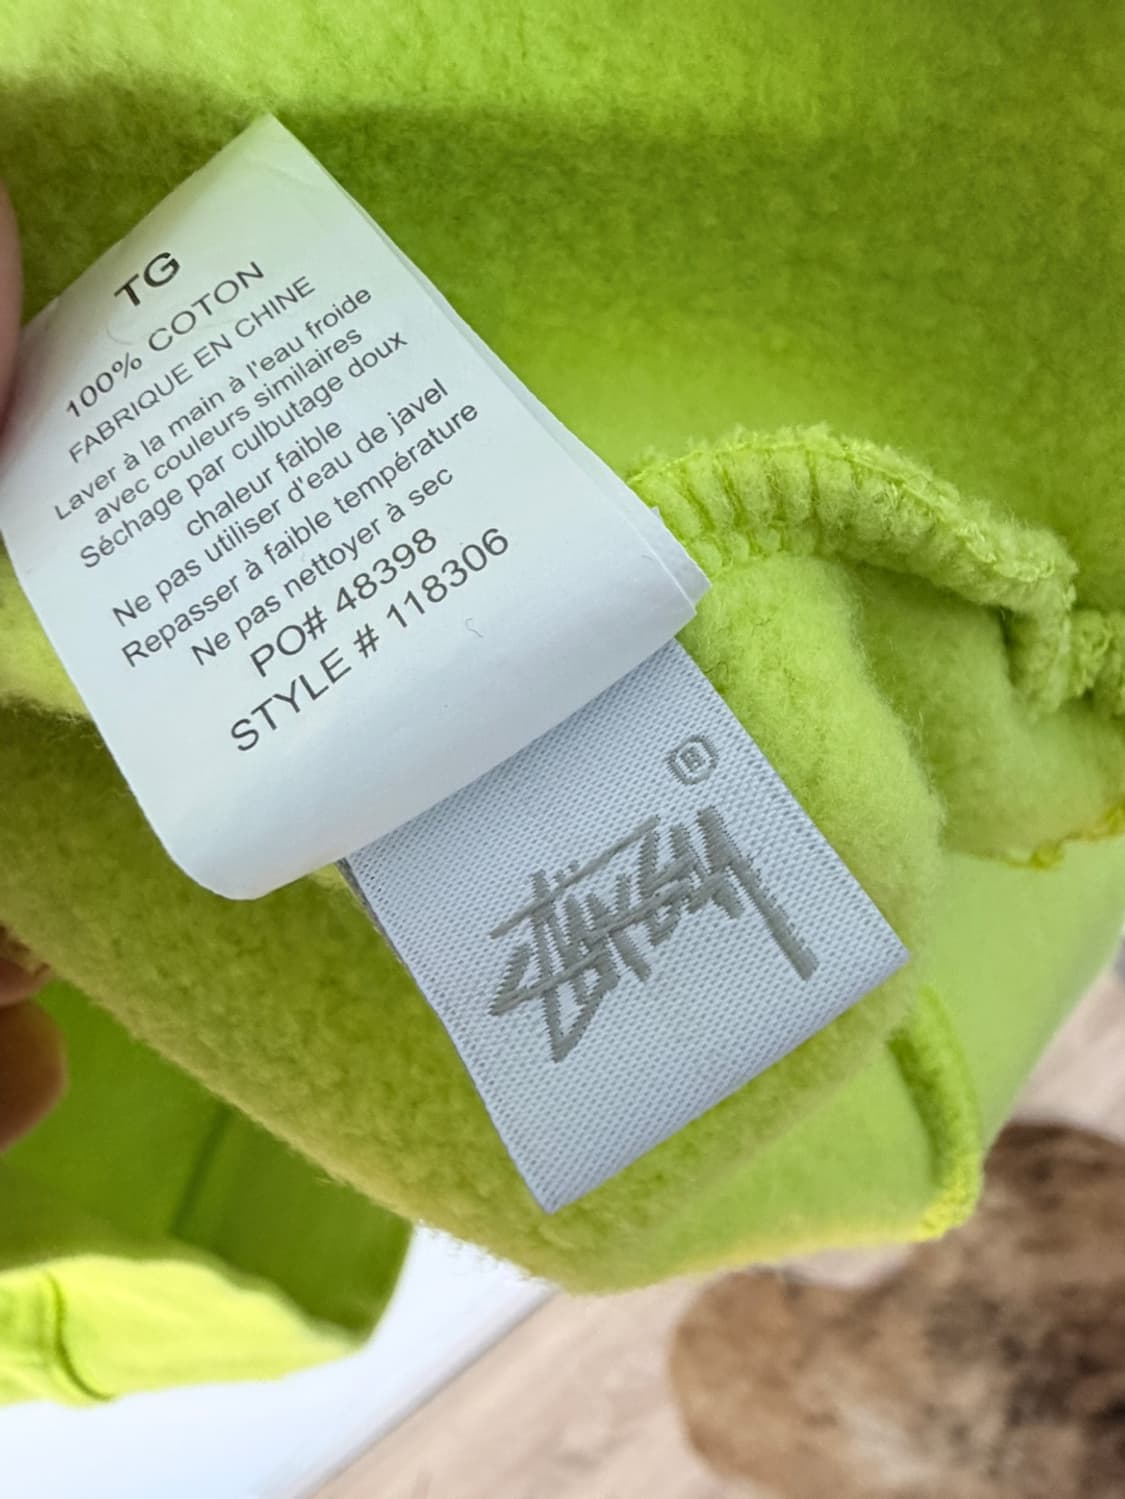 TG
100% COTON
FABRIQUE EN CHINE
Laver à la main à l'eau froide
avec couleurs similaires
Séchage par culbutage doux
chaleur faible
Ne pas utiliser d'eau de javel
Repasser à faible température
Ne pas nettoyer à sec
PO# 48398
STYLE # 118306
®
Stüssy